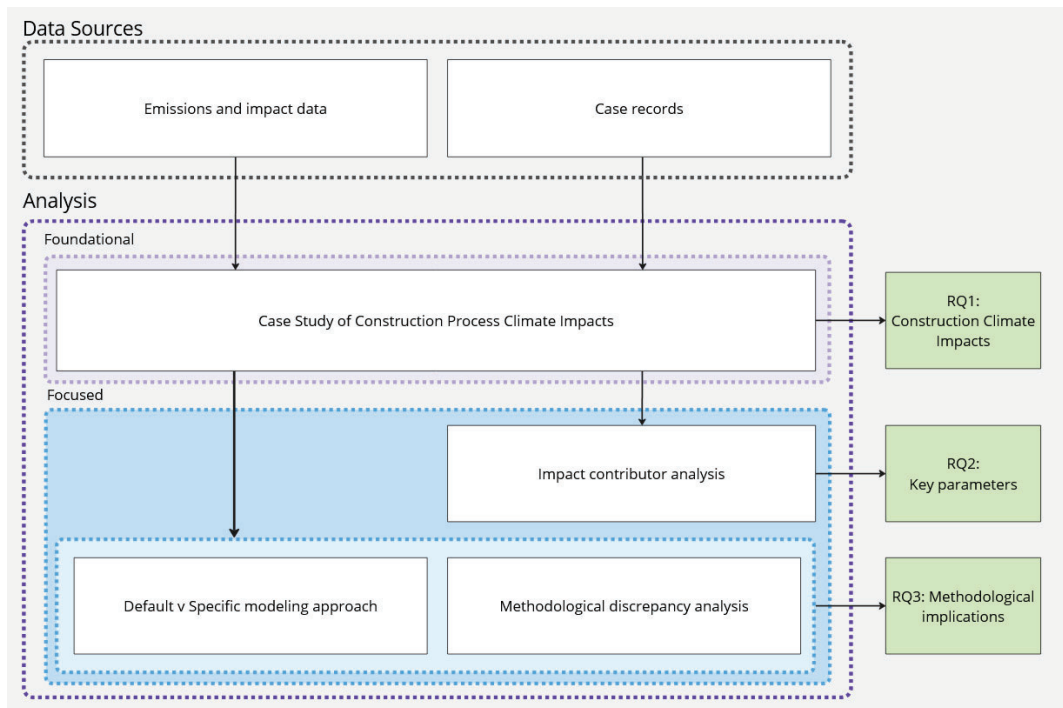 Data Sources
Emissions and impact data
Case records
Analysis
Foundational
Case Study of Construction Process Climate Impacts
RQ1:
Construction Climate
Impacts
Focused
Impact contributor analysis
RQ2:
Key parameters
Default v Specific modeling approach
Methodological discrepancy analysis
RQ3: Methodological
implications